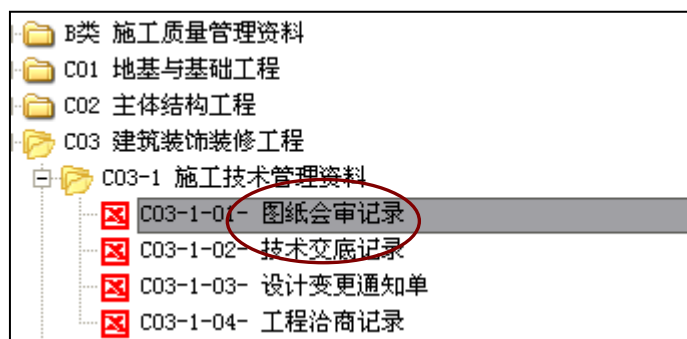 B类 施工质量管理资料
C01 地基与基础工程
C02 主体结构工程
C03 建筑装饰装修工程
C03-1 施工技术管理资料
C03-1-01- 图纸会审记录
C03-1-02- 技术交底记录
C03-1-03- 设计变更通知单
C03-1-04- 工程洽商记录